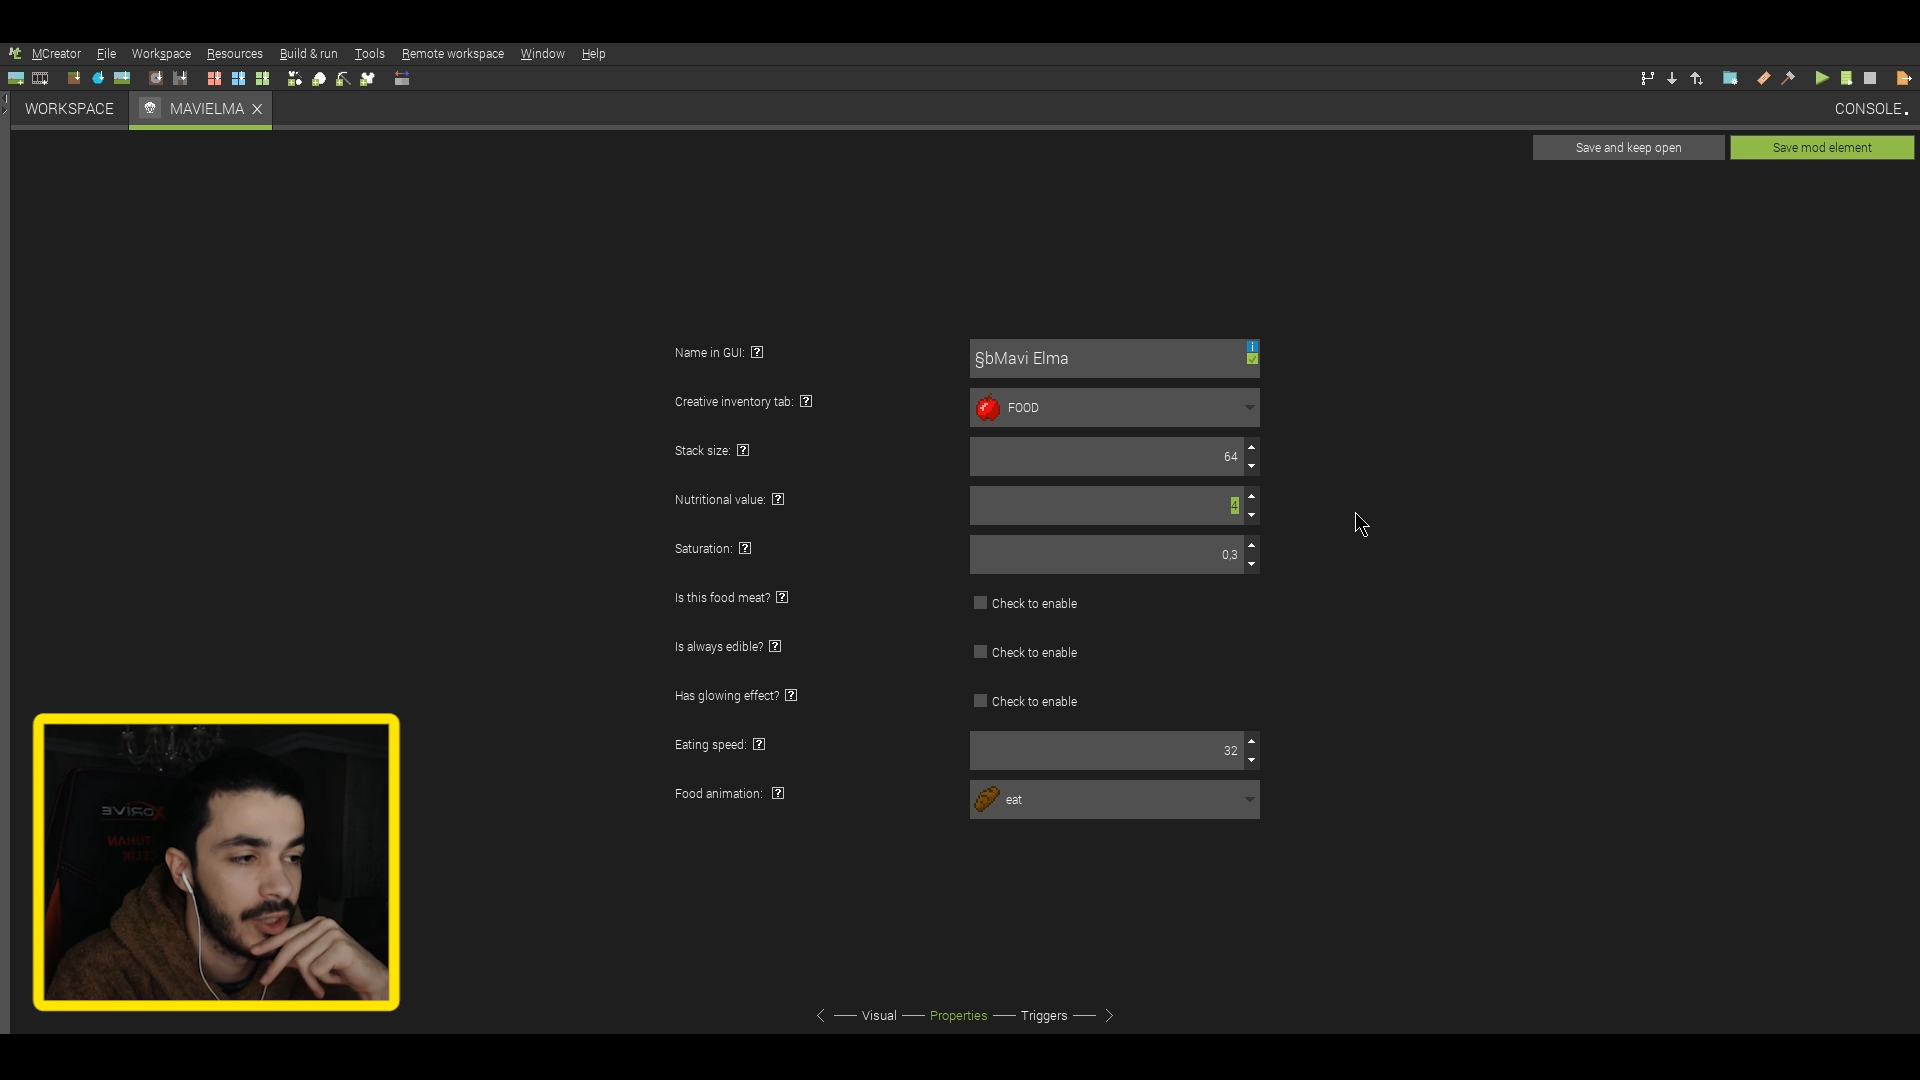 MCreator File Workspace Resources Build & run Tools Remote workspace Window Help
WORKSPACE MAVIELMA CONSOLE
Save and keep open Save mod element
Name in GUI: ? §bMavi Elma i
Creative inventory tab: ? FOOD
Stack size: ? 64
Nutritional value: ? 4
Saturation: ? 0,3
Is this food meat? ? Check to enable
Is always edible? ? Check to enable
Has glowing effect? ? Check to enable
Eating speed: ? 32
Food animation: ? eat
Visual Properties Triggers